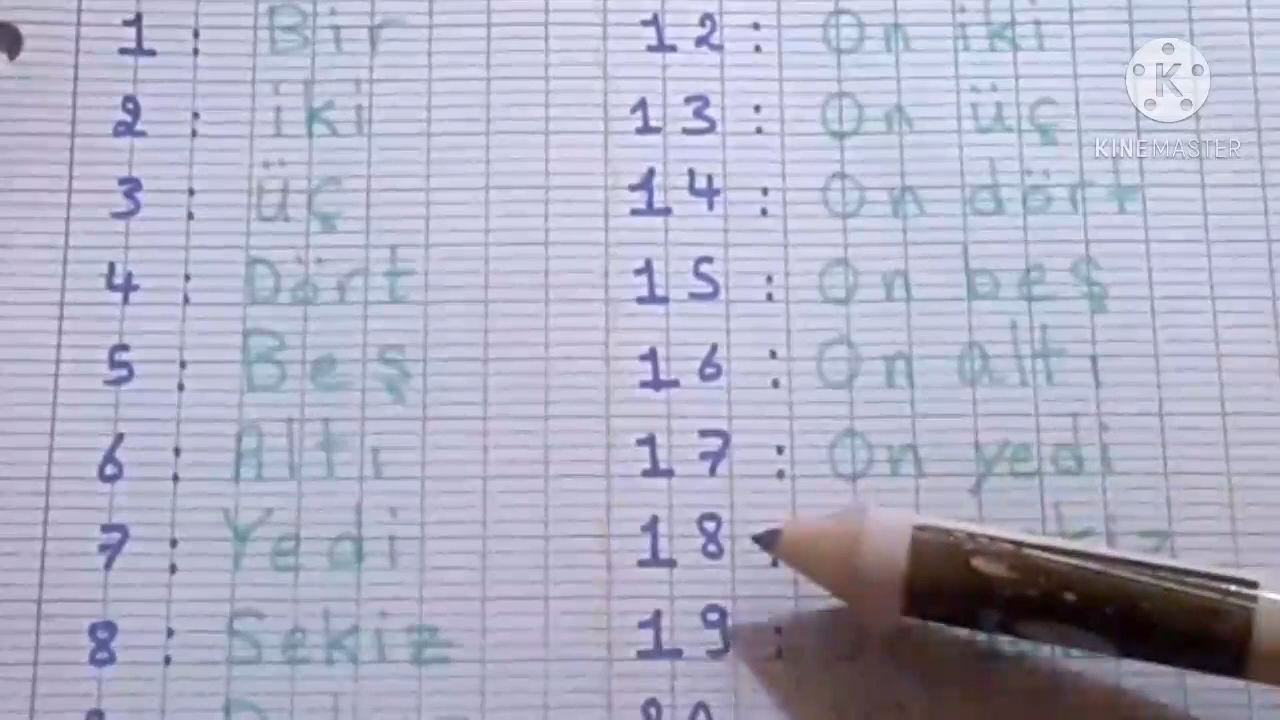 1 : Bir
2 : iki
3 : üç
4 : Dört
5 : Beş
6 : Altı
7 : Yedi
8 : Sekiz
12 : On iki
13 : On üç
14 : On dört
15 : On beş
16 : On altı
17 : On yedi
18 :
19 :
KINEMASTER